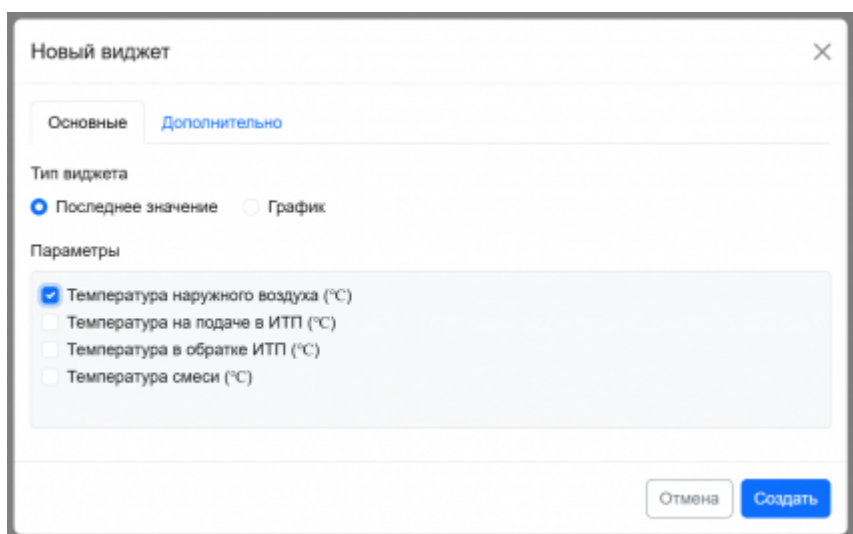 Новый виджет
Основные Дополнительно
Тип виджета
Последнее значение График
Параметры
Температура наружного воздуха (°C)
Температура на подаче в ИТП (°C)
Температура в обратке ИТП (°C)
Температура смеси (°C)
Отмена Создать